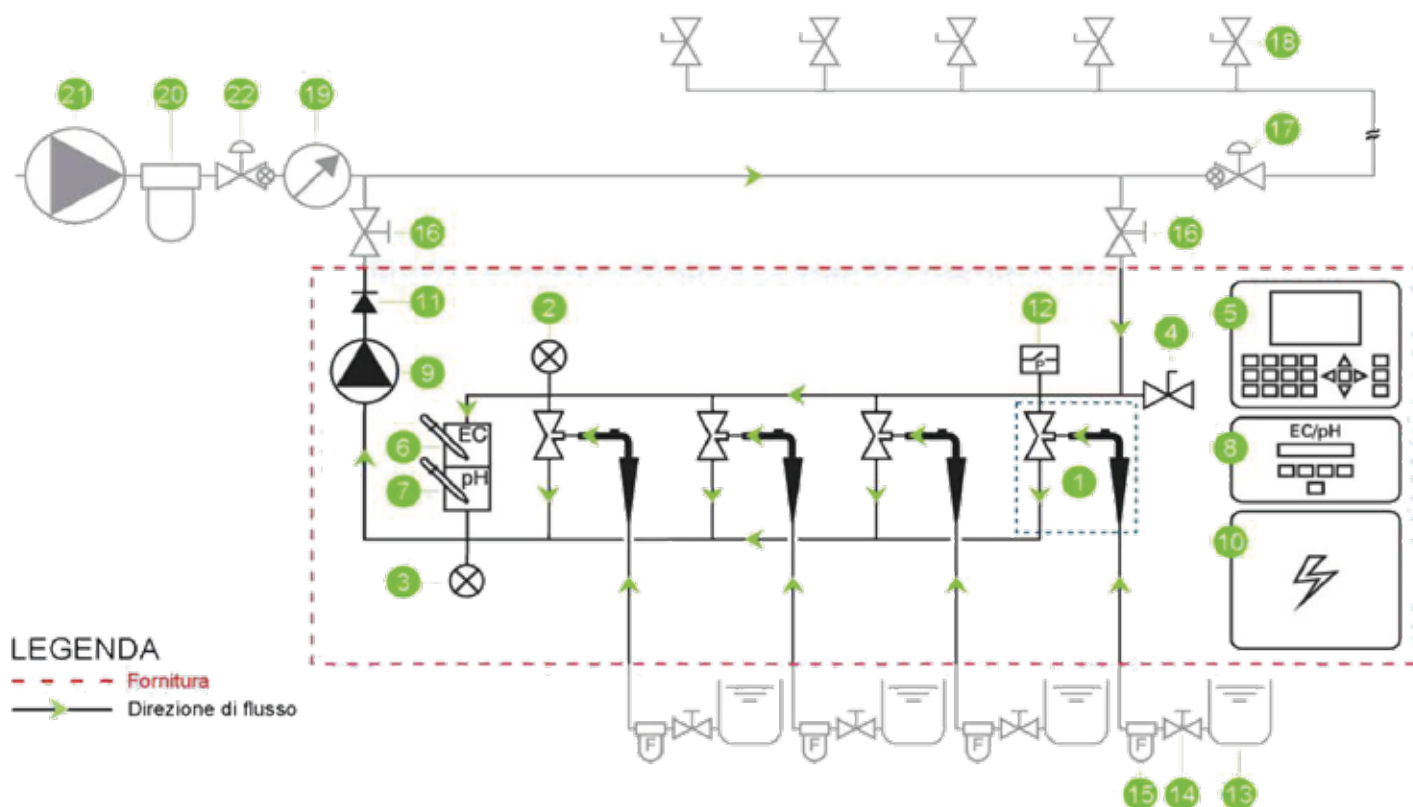 18
21 20 22 19
17
16 16
11 2 12 5
P
4
9
EC/pH
6 EC 8
7 pH 1
10
3
LEGENDA
Fornitura
Direzione di flusso
F F F F
15 14 13